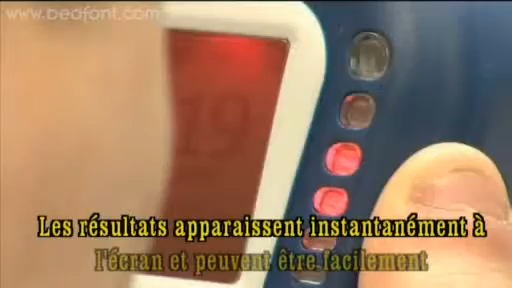 www.bedfont.com
19
Les résultats apparaissent instantanément à
l'écran et peuvent être facilement